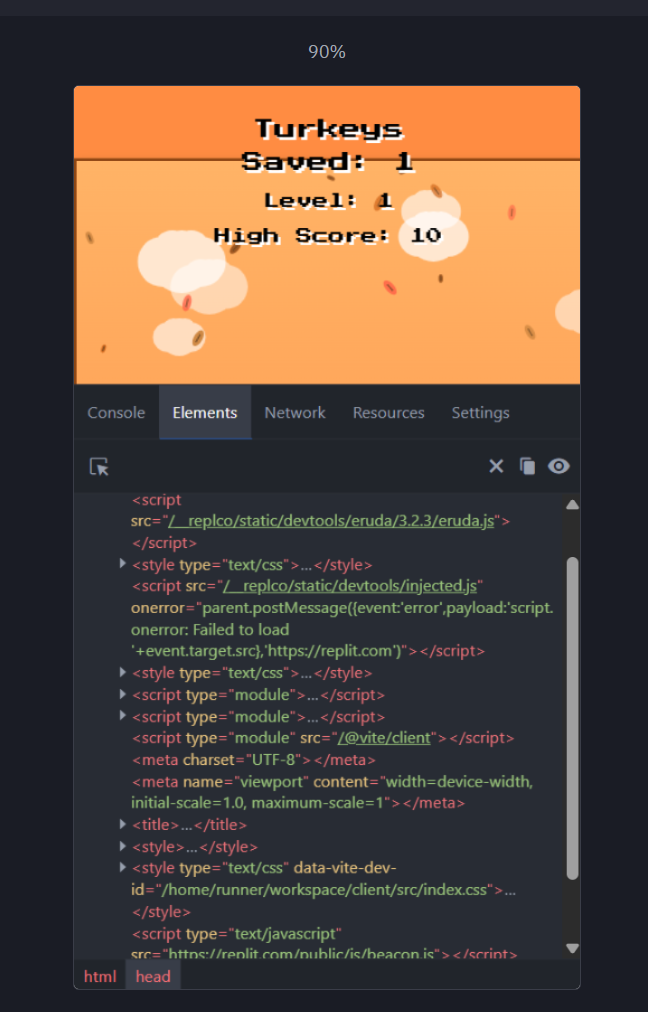 90%
Turkeys
Saved: 1
Level: 1
High Score: 10
Console Elements Network Resources Settings
<script
src="/__replco/static/devtools/eruda/3.2.3/eruda.js">
</script>
<style type="text/css">…</style>
<script src="/__replco/static/devtools/injected.js"
onerror="parent.postMessage({event:'error',payload:'script.
onerror: Failed to load
'+event.target.src},'https://replit.com')"></script>
<style type="text/css">…</style>
<script type="module">…</script>
<script type="module">…</script>
<script type="module" src="/@vite/client"></script>
<meta charset="UTF-8"></meta>
<meta name="viewport" content="width=device-width,
initial-scale=1.0, maximum-scale=1"></meta>
<title>…</title>
<style>…</style>
<style type="text/css" data-vite-dev-
id="/home/runner/workspace/client/src/index.css">…
</style>
<script type="text/javascript"
src="https://replit.com/public/js/beacon.js"></script>
html head